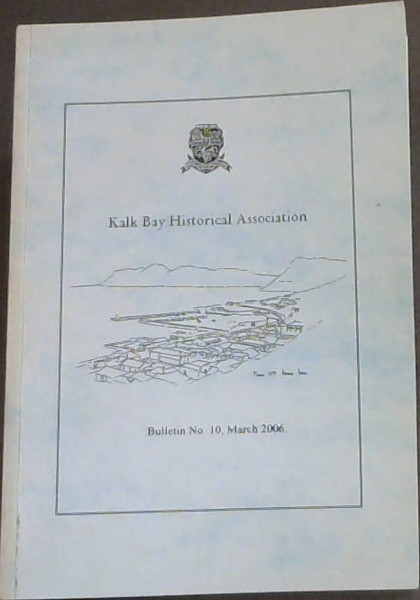 Kalk Bay Historical Association
Bulletin No. 10, March 2006